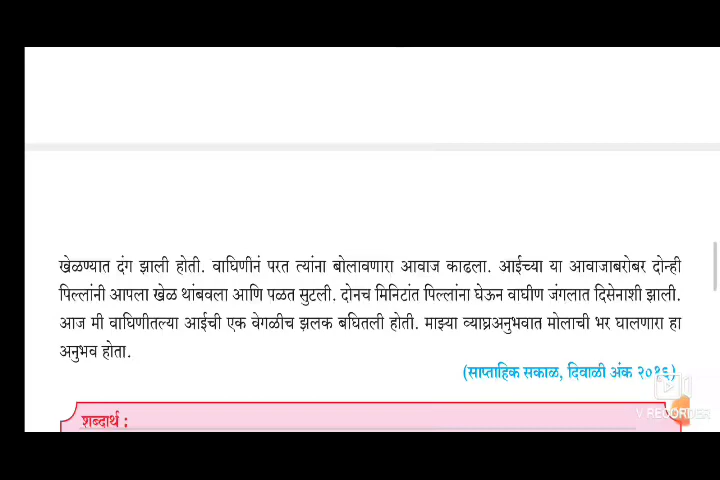 खेळण्यात दंग झाली होती. वाघिणीनं परत त्यांना बोलावणारा आवाज काढला. आईच्या या आवाजाबरोबर दोन्ही
पिल्लांनी आपला खेळ थांबवला आणि पळत सुटली. दोनच मिनिटांत पिल्लांना घेऊन वाघीण जंगलात दिसेनाशी झाली.
आज मी वाघिणीतल्या आईची एक वेगळीच झलक बघितली होती. माझ्या व्याघ्रअनुभवात मोलाची भर घालणारा हा
अनुभव होता.
(साप्ताहिक सकाळ, दिवाळी अंक २०१६)
V RECORDER
शब्दार्थ :